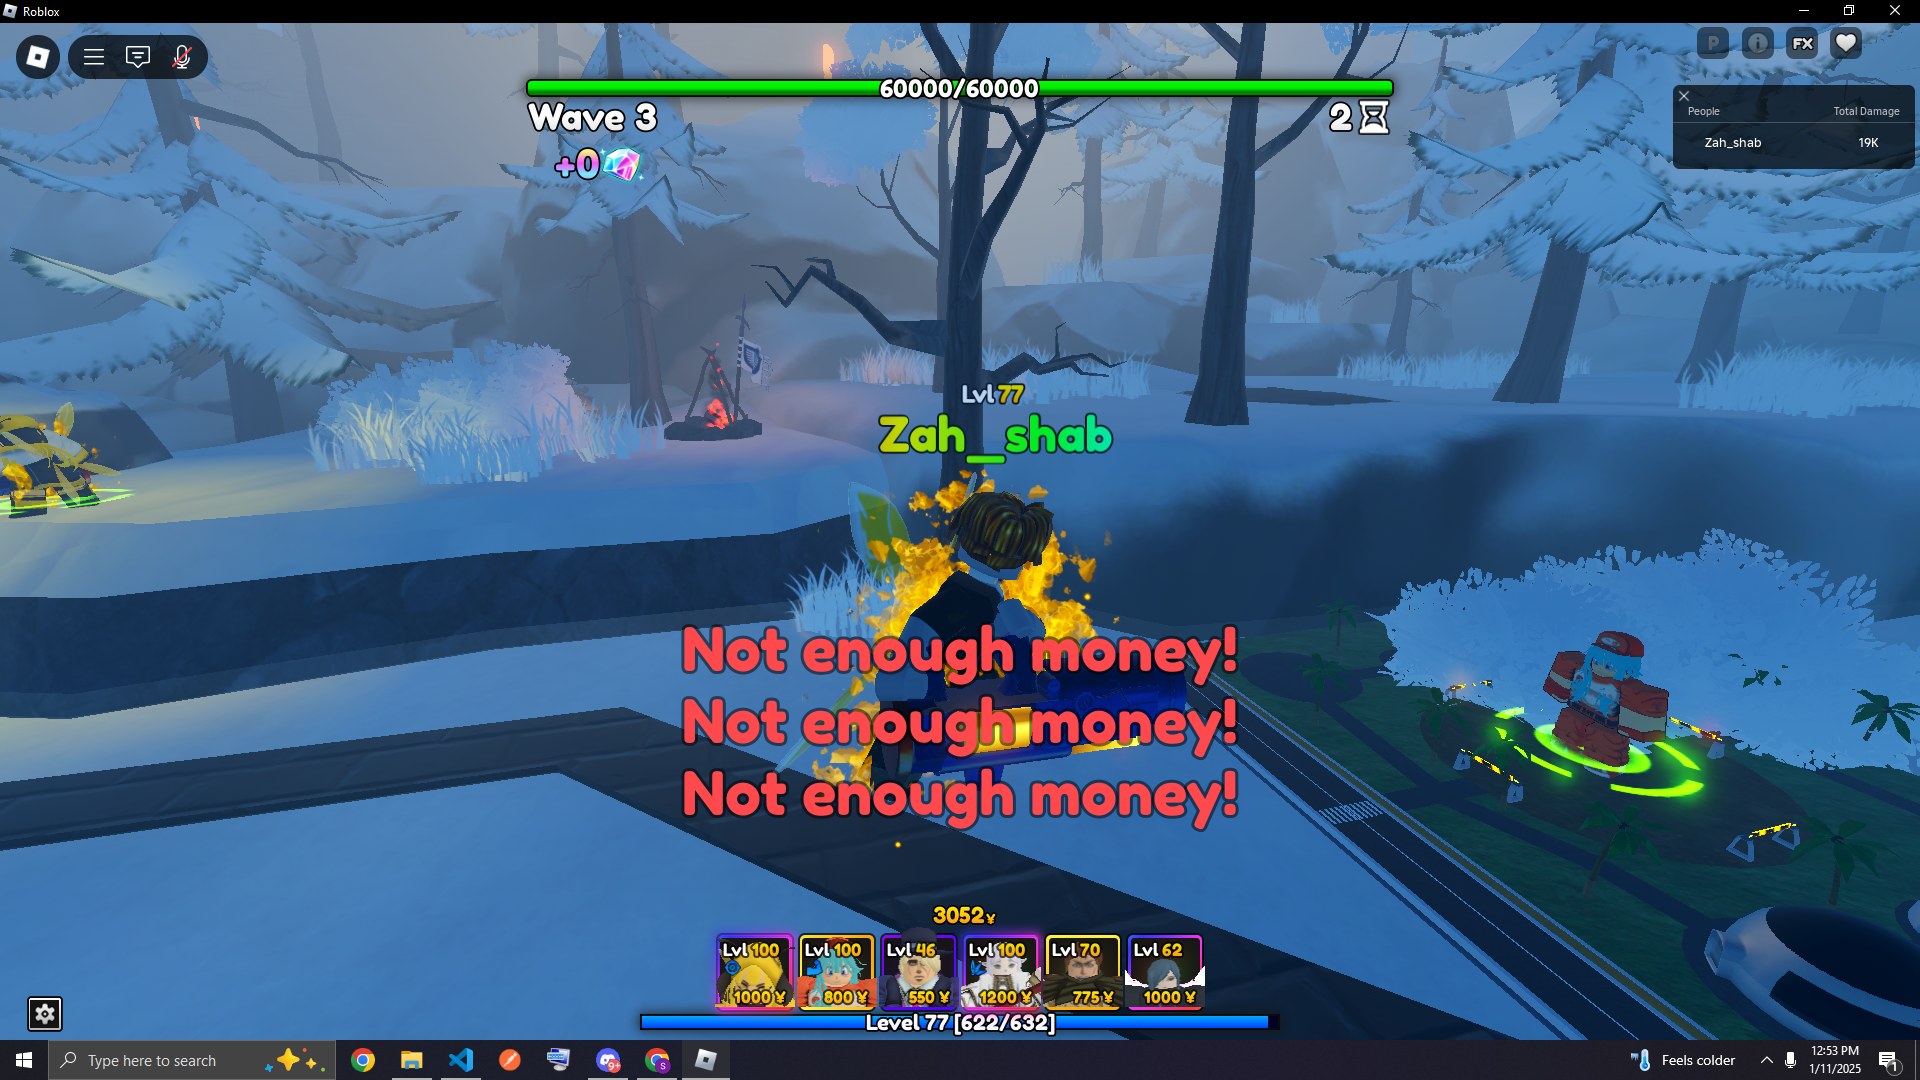 Roblox
P
FX
60000/60000
Wave 3
2
+0
People
Total Damage
Zah_shab
19K
Lvl 77
Zah_shab
Not enough money!
Not enough money!
Not enough money!
3052¥
Lvl 100
1000 ¥
Lvl 100
800 ¥
Lvl 46
550 ¥
Lvl 100
1200 ¥
Lvl 70
775 ¥
Lvl 62
1000 ¥
Level 77 [622/632]
Type here to search
9+
S
Feels colder
12:53 PM
1/11/2025
1